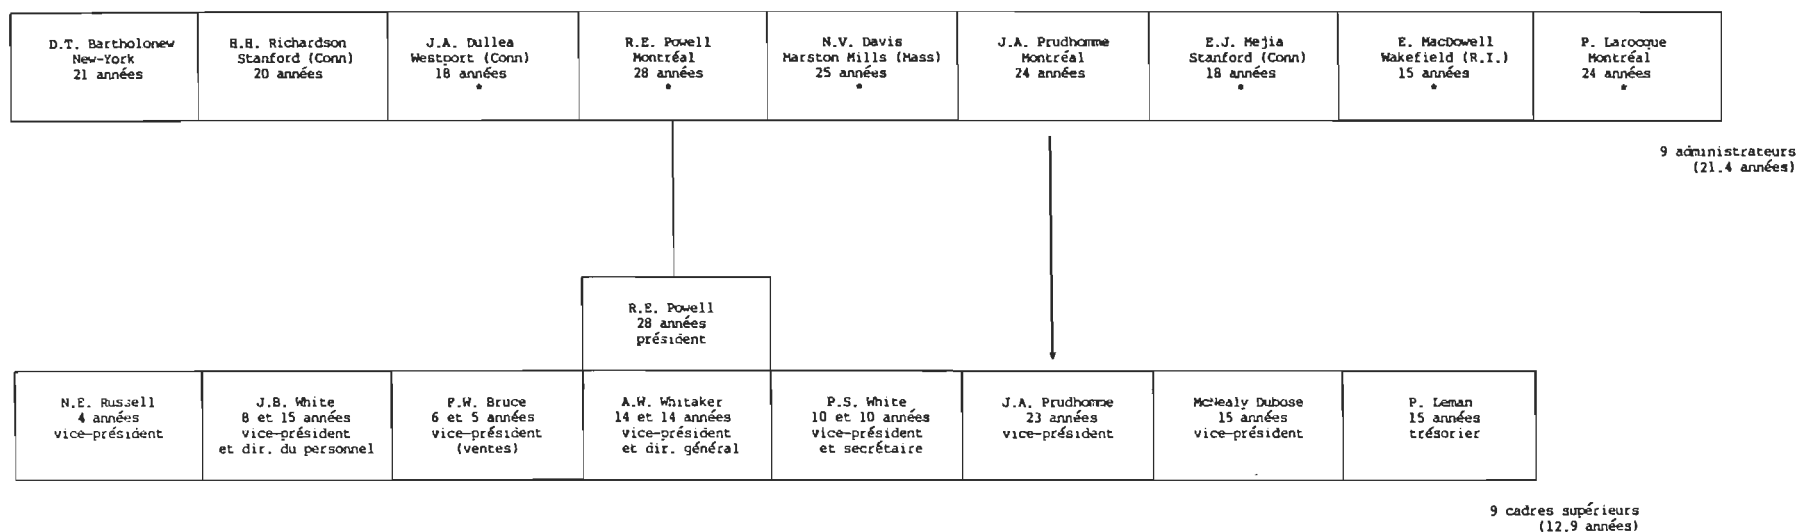 D.T. Bartholonew
New-York
21 années
H.H. Richardson
Stanford (Conn)
20 années
J.A. Dullea
Westport (Conn)
18 années
*
R.E. Powell
Montréal
28 années
*
N.V. Davis
Marston Mills (Mass)
25 années
*
J.A. Prudhomme
Montréal
24 années
E.J. Mejia
Stanford (Conn)
18 années
*
E. MacDowell
Wakefield (R.I.)
15 années
*
P. Larocque
Montréal
24 années
*
9 administrateurs
(21.4 années)
R.E. Powell
28 années
président
N.E. Russell
4 années
vice-président
J.B. White
8 et 15 années
vice-président
et dir. du personnel
F.W. Bruce
6 et 5 années
vice-président
(ventes)
A.W. Whitaker
14 et 14 années
vice-président
et dir. général
P.S. White
10 et 10 années
vice-président
et secrétaire
J.A. Prudhomme
23 années
vice-président
McNealy Dubose
15 années
vice-président
P. Leman
15 années
trésorier
9 cadres supérieurs
(12.9 années)